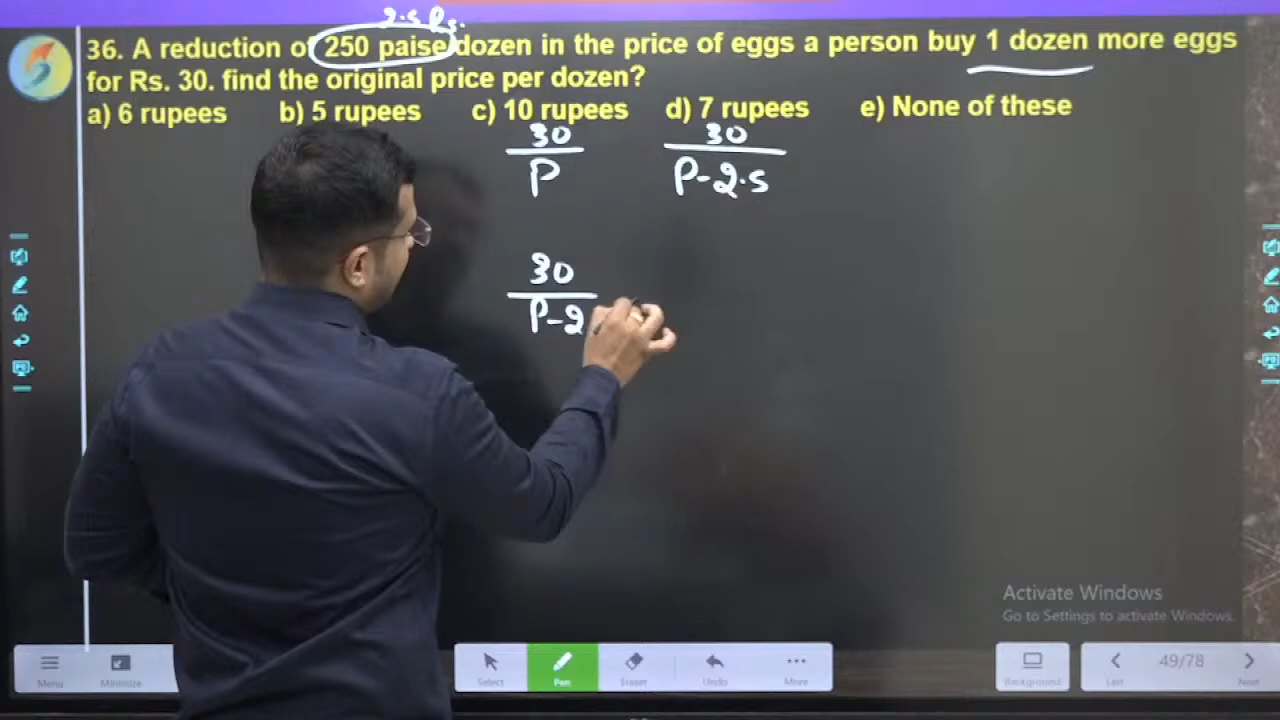 2.5 Rs.
36. A reduction of 250 paise dozen in the price of eggs a person buy 1 dozen more eggs
for Rs. 30. find the original price per dozen?
a) 6 rupees b) 5 rupees c) 10 rupees d) 7 rupees e) None of these
30 30
P P-2.5
30
P-2
Activate Windows
Go to Settings to activate Windows.
Menu Minimize Select Pen Eraser Undo More Background Last 49/78 Next